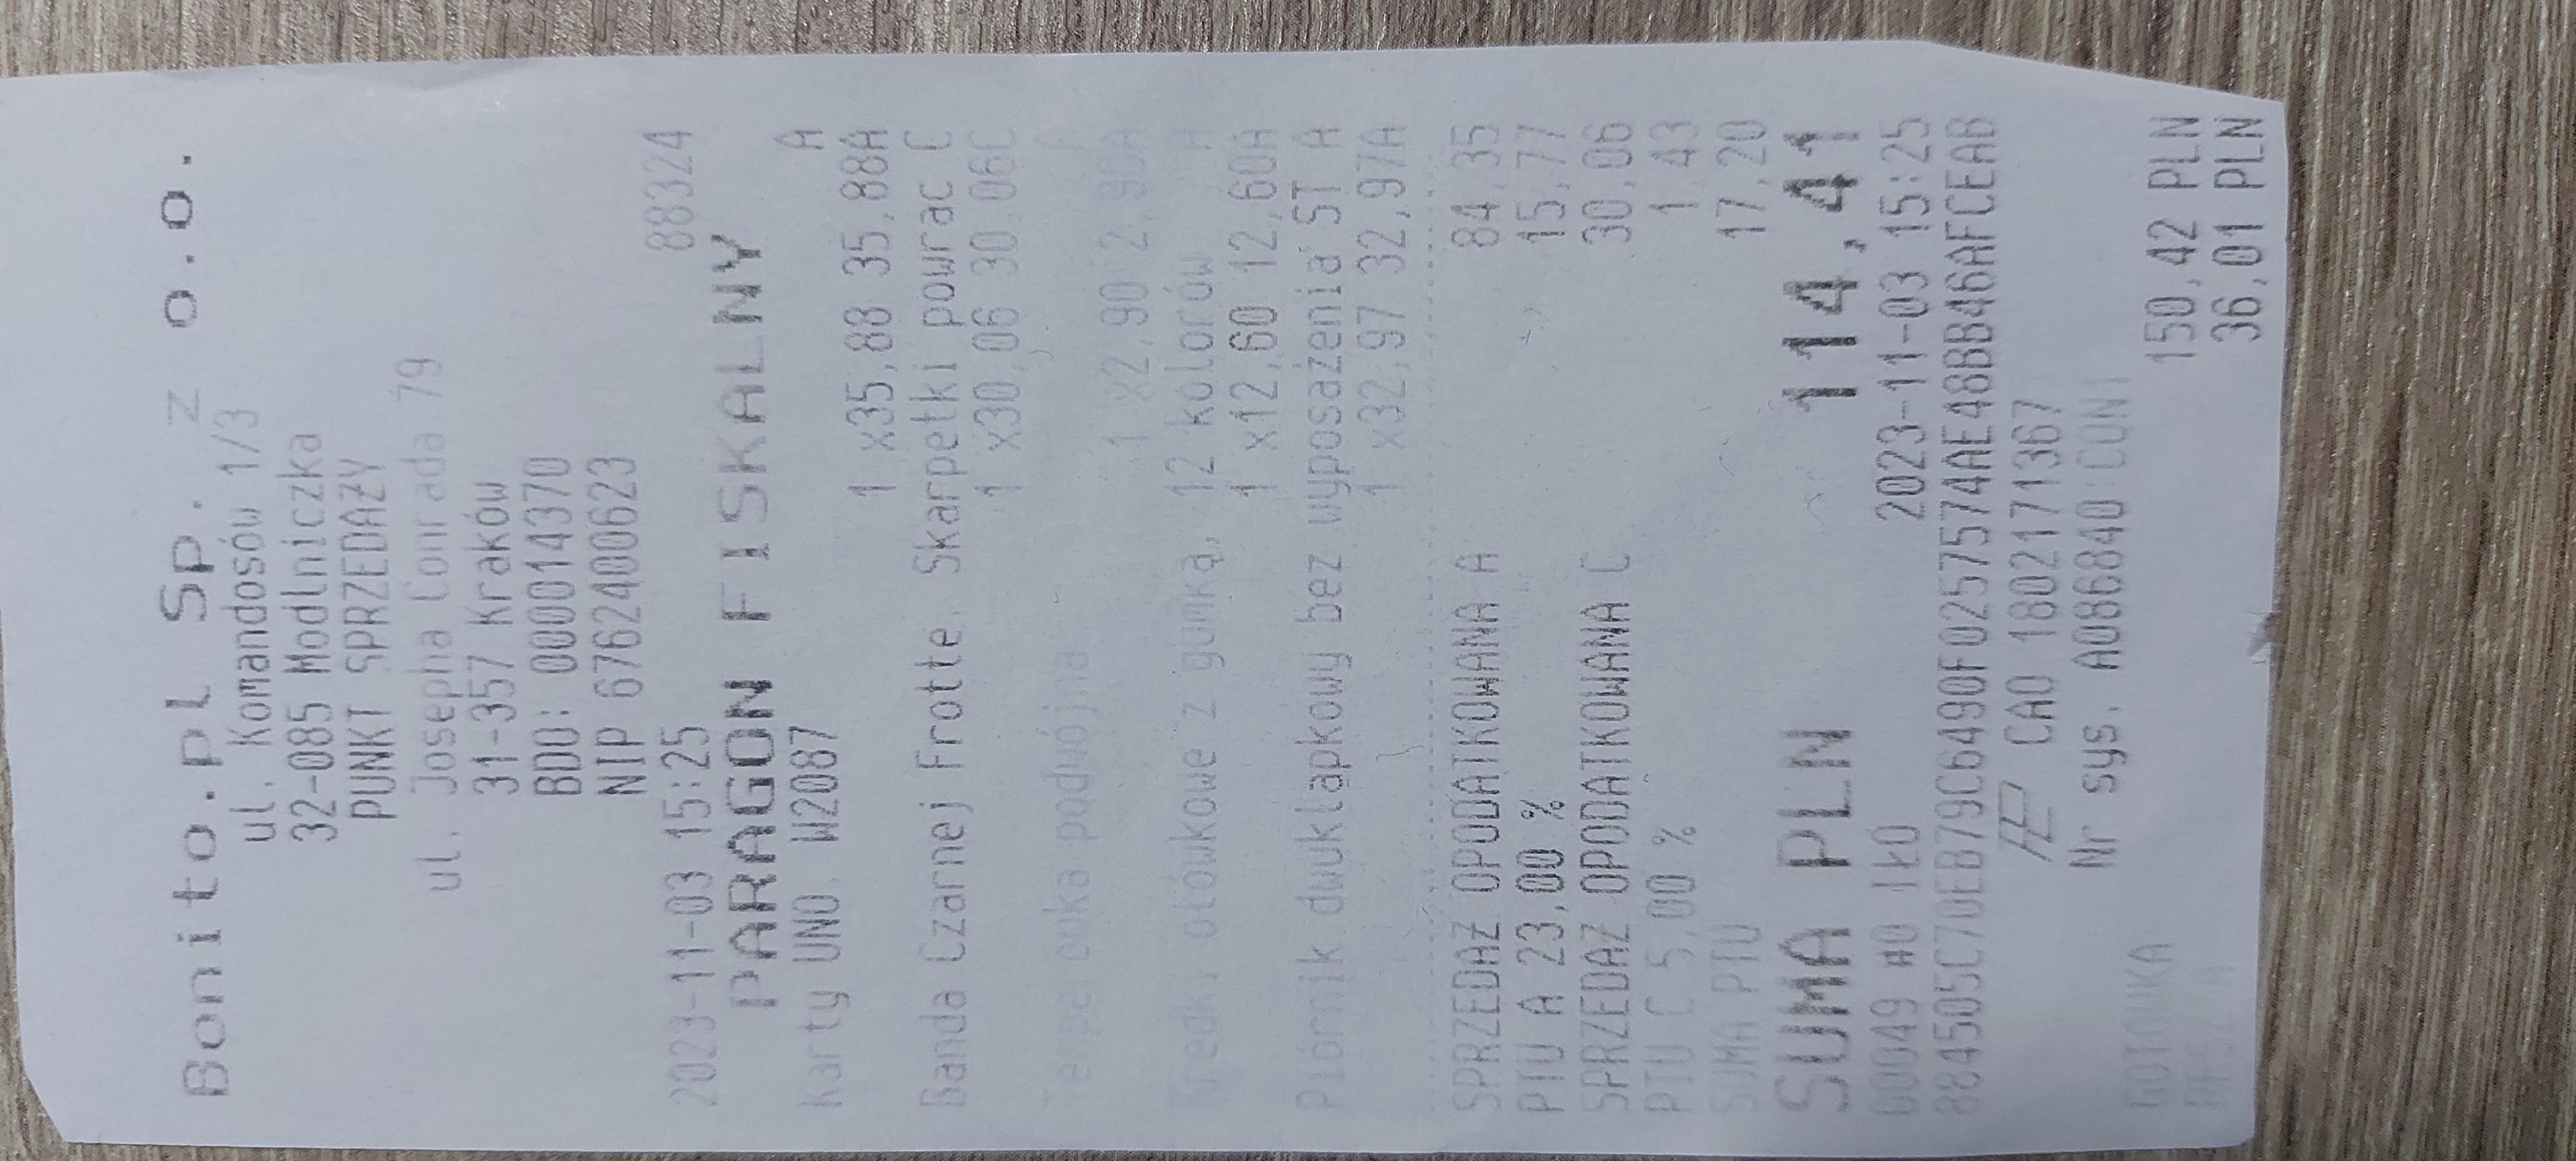 Bonito.pl Sp. z o.o.
ul. Komandosów 1/3
32-085 Modlniczka
PUNKT SPRZEDAŻY
ul. Josepha Conrada 79
31-357 Kraków
BDO: 000014370
NIP 6762400623
2023-11-03 15:25 88324
PARAGON FISKALNY
Karty UNO. W2087 A
1 x35,88 35,88A
Banda Czarnej Frotte. Skarpetki powrac C
1 x30,06 30,06C
Temperówka podwójna A
1 x2,90 2,90A
Kredki ołówkowe z gumką, 12 kolorów A
1 x12,60 12,60A
Piórnik dwuklapkowy bez wyposażenia ST A
1 x32,97 32,97A
SPRZEDAŻ OPODATKOWANA A 84,35
PTU A 23,00 % 15,77
SPRZEDAŻ OPODATKOWANA C 30,06
PTU C 5,00 % 1,43
SUMA PTU 17,20
SUMA PLN 114,41
00049 #0 2023-11-03 15:25
CAO 1802171367
Nr sys. A086840
GOTÓWKA 150,42 PLN
RESZTA 36,01 PLN